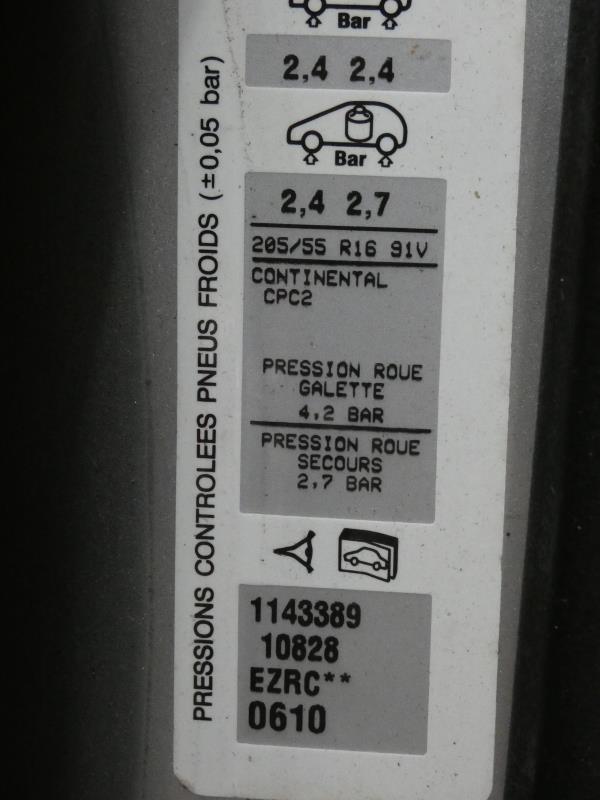 Bar
2,4 2,4
Bar
2,4 2,7
205/55 R16 91V
CONTINENTAL
CPC2
PRESSION ROUE
GALETTE
4,2 BAR
PRESSION ROUE
SECOURS
2,7 BAR
1143389
10828
EZRC**
0610
PRESSIONS CONTROLEES PNEUS FROIDS (±0,05 bar)